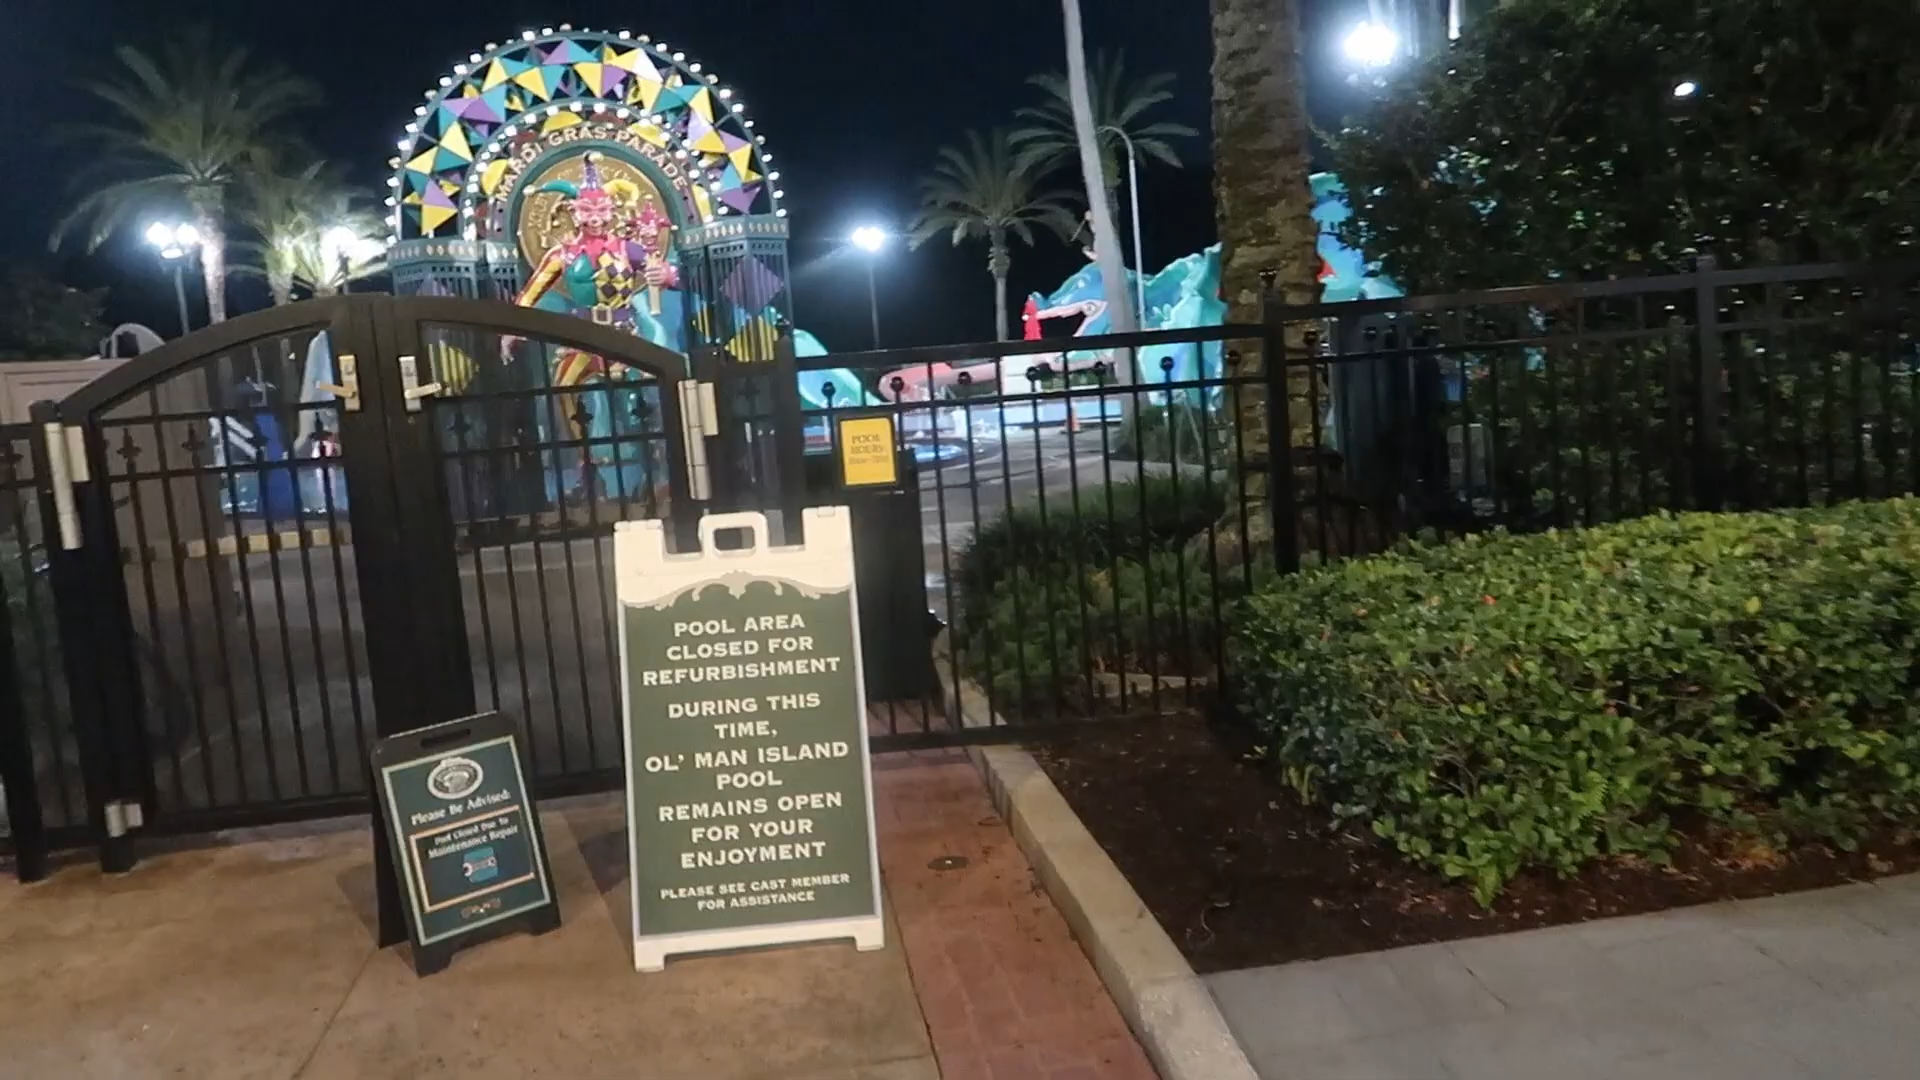 MARDI GRAS PARADE
POOL
HOURS
POOL AREA
CLOSED FOR
REFURBISHMENT
DURING THIS
TIME,
OL' MAN ISLAND
POOL
REMAINS OPEN
FOR YOUR
ENJOYMENT
PLEASE SEE CAST MEMBER
FOR ASSISTANCE
Please Be Advised:
Pool Closed Due To
Maintenance Repair